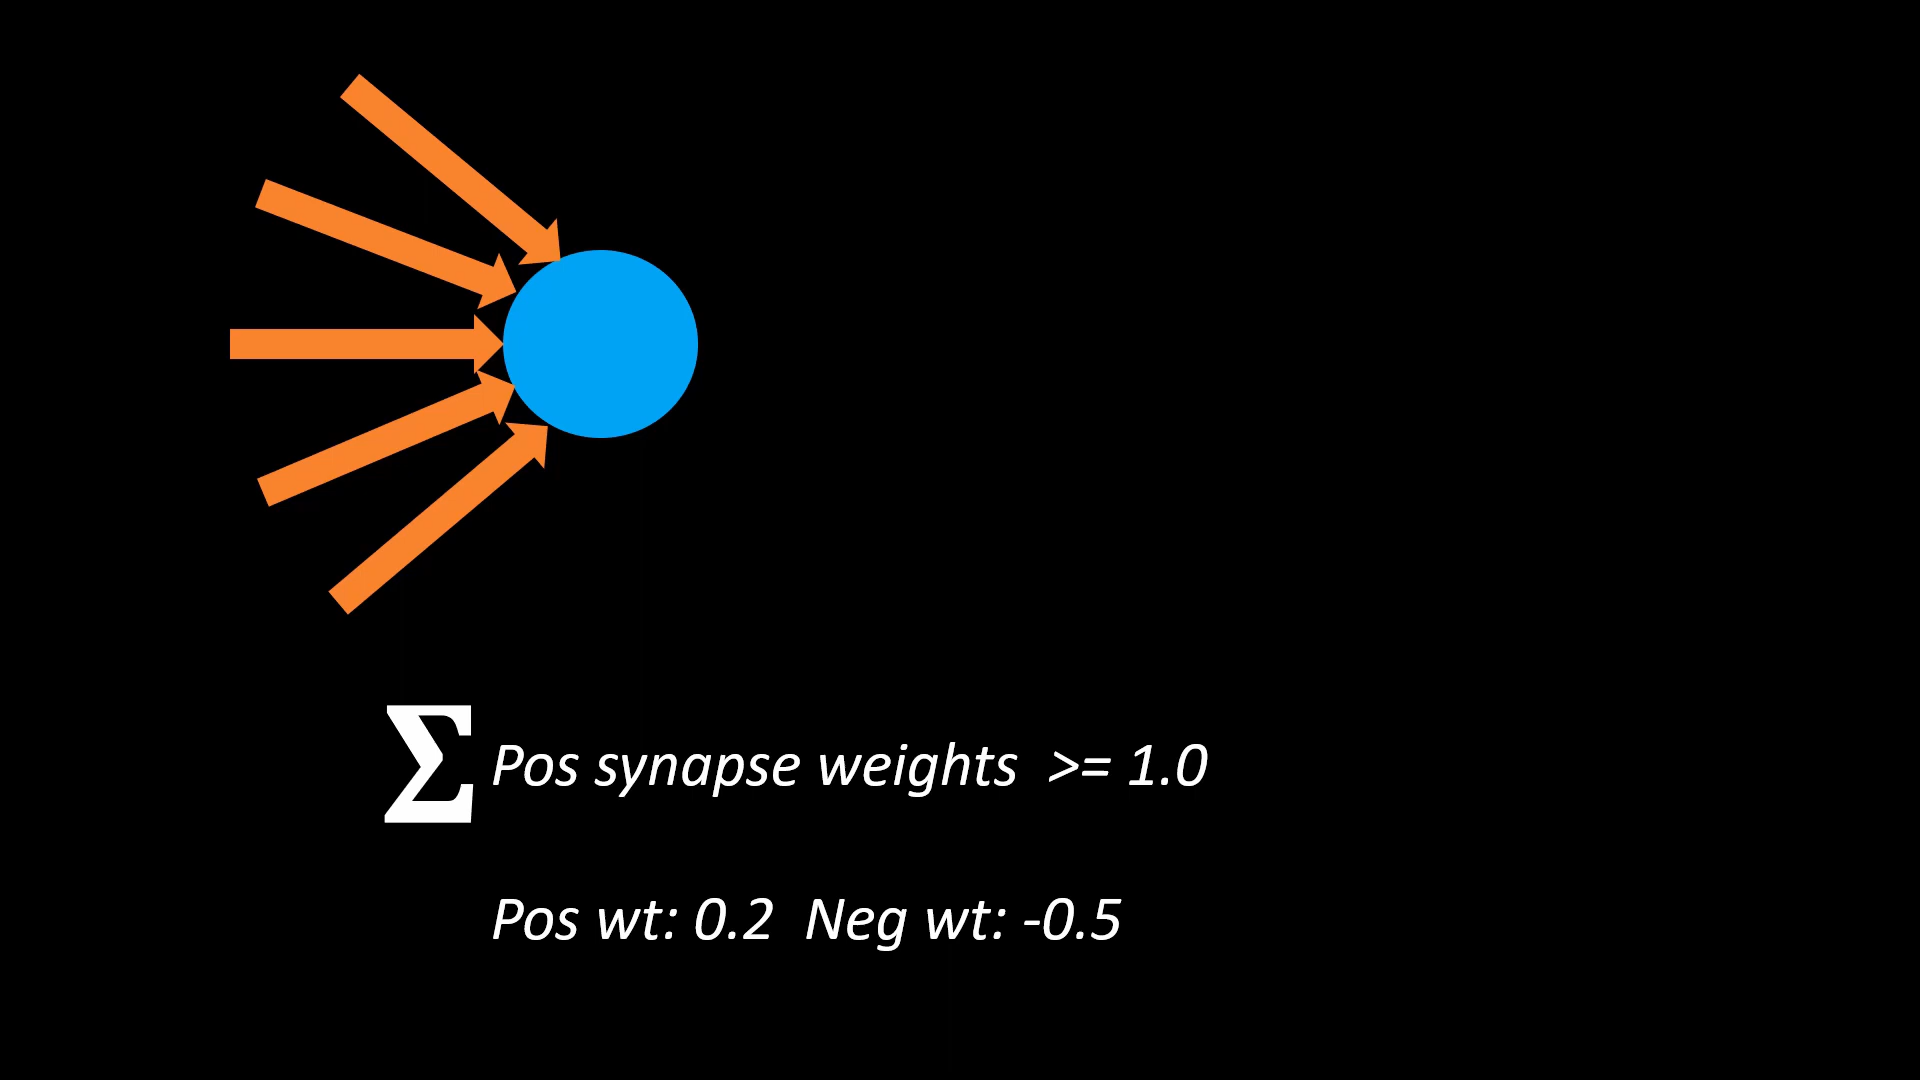 Σ Pos synapse weights >= 1.0
Pos wt: 0.2 Neg wt: -0.5